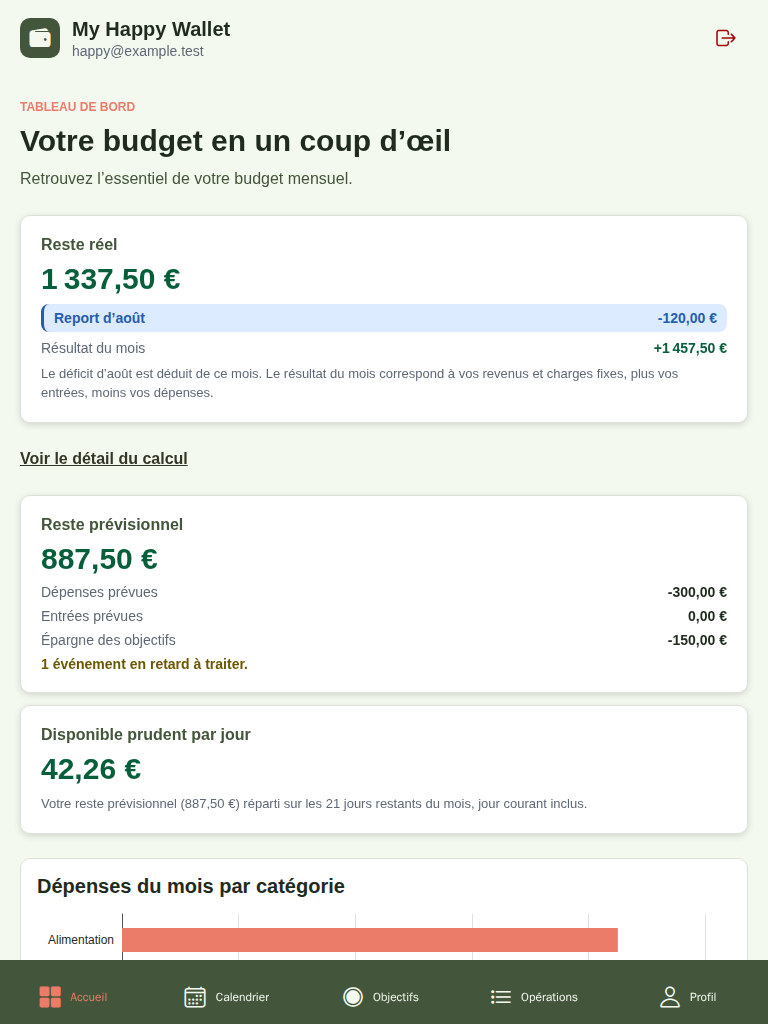 My Happy Wallet
happy@example.test
TABLEAU DE BORD
Votre budget en un coup d’œil
Retrouvez l’essentiel de votre budget mensuel.
Reste réel
1 337,50 €
Report d’août -120,00 €
Résultat du mois +1 457,50 €
Le déficit d’août est déduit de ce mois. Le résultat du mois correspond à vos revenus et charges fixes, plus vos
entrées, moins vos dépenses.
Voir le détail du calcul
Reste prévisionnel
887,50 €
Dépenses prévues -300,00 €
Entrées prévues 0,00 €
Épargne des objectifs -150,00 €
1 événement en retard à traiter.
Disponible prudent par jour
42,26 €
Votre reste prévisionnel (887,50 €) réparti sur les 21 jours restants du mois, jour courant inclus.
Dépenses du mois par catégorie
Alimentation
Accueil Calendrier Objectifs Opérations Profil